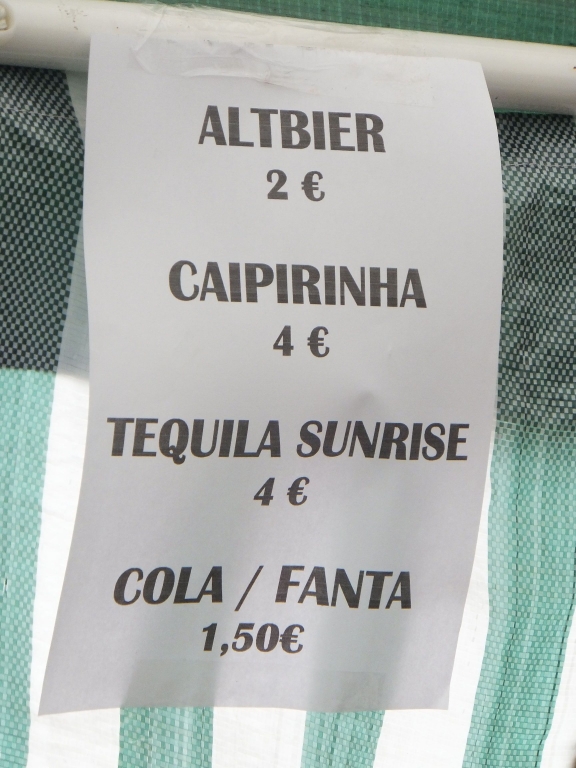 ALTBIER
2 €
CAIPIRINHA
4 €
TEQUILA SUNRISE
4 €
COLA / FANTA
1,50€